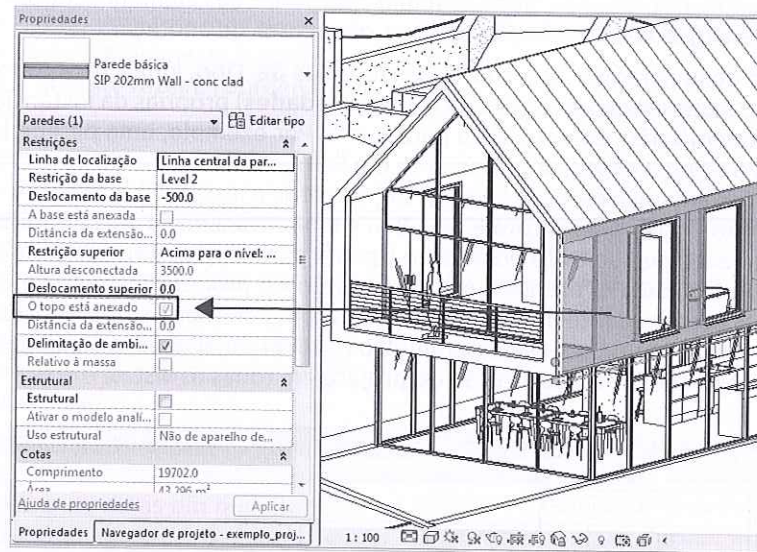 Propriedades
Parede básica
SIP 202mm Wall - conc clad
Paredes (1)
Editar tipo
Restrições
Linha de localização Linha central da par...
Restrição da base Level 2
Deslocamento da base -500.0
A base está anexada
Distância da extensão... 0.0
Restrição superior Acima para o nível: ...
Altura desconectada 3500.0
Deslocamento superior 0.0
O topo está anexado
Distância da extensão... 0.0
Delimitação de ambi...
Relativo à massa
Estrutural
Estrutural
Ativar o modelo analí...
Uso estrutural Não de aparelho de...
Cotas
Comprimento 19702.0
Área 43.296 m²
Ajuda de propriedades Aplicar
Propriedades Navegador de projeto - exemplo_proj...
1 : 100